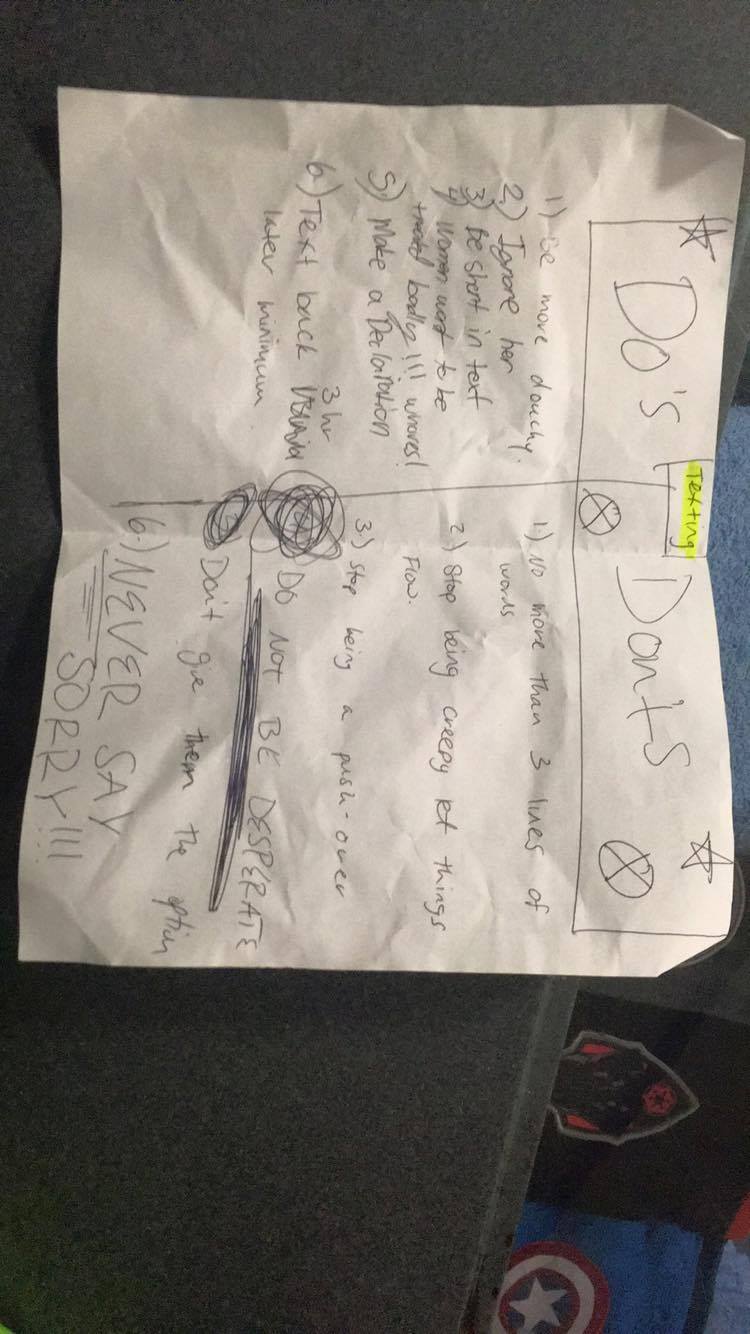 Texting
Do's
Don'ts
1) Be more douchy.
2.) Ignore her
3) Be short in text
4) Women want to be
treated badly!!! whores!
5) Make a Declaration
6) Text back 3 hr
later minimum
1) No more than 3 lines of
words
2) Stop being creepy let things
Flow.
3.) Stop being a push-over
DO NOT BE DESPERATE
Don't give them the option
6.) NEVER SAY
SORRY!!!